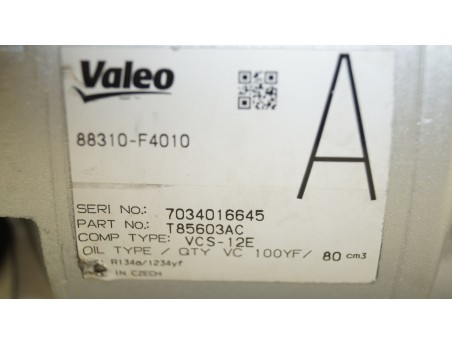 Valeo
A
88310-F4010
SERI NO.: 7034016645
PART NO.: T85603AC
COMP TYPE: VCS-12E
OIL TYPE / QTY VC 100YF/ 80 cm3
R134a/1234yf
IN CZECH